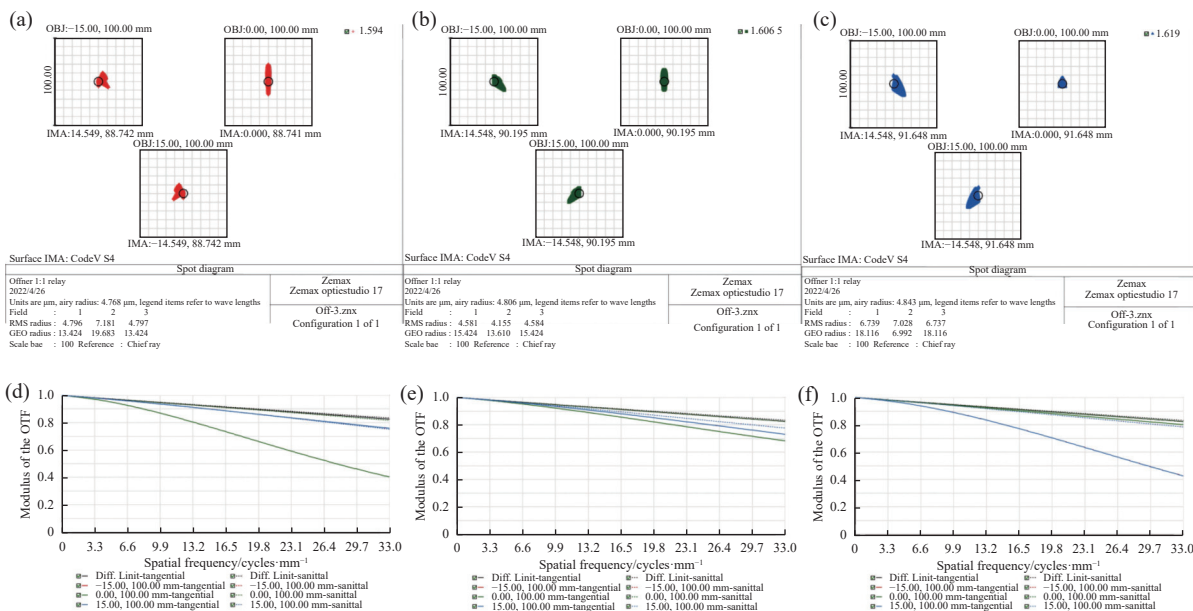 (a)
OBJ:−15.00, 100.00 mm
OBJ:0.00, 100.00 mm
1.594
100.00
IMA:14.549, 88.742 mm
IMA:0.000, 88.741 mm
OBJ:15.00, 100.00 mm
IMA:−14.549, 88.742 mm
Surface IMA: CodeV S4
Spot diagram
Offner 1:1 relay
2022/4/26
Units are μm, airy radius: 4.768 μm, legend items refer to wave lengths
Field : 1 2 3
RMS radius : 4.796 7.181 4.797
GEO radius : 13.424 19.683 13.424
Scale bae : 100 Reference : Chief ray
Zemax
Zemax optiestudio 17
Off-3.znx
Configuration 1 of 1
(b)
OBJ:−15.00, 100.00 mm
OBJ:0.00, 100.00 mm
1.606 5
100.00
IMA:14.548, 90.195 mm
IMA:0.000, 90.195 mm
OBJ:15.00, 100.00 mm
IMA:−14.548, 90.195 mm
Surface IMA: CodeV S4
Spot diagram
Offner 1:1 relay
2022/4/26
Units are μm, airy radius: 4.806 μm, legend items refer to wave lengths
Field : 1 2 3
RMS radius : 4.581 4.155 4.584
GEO radius : 15.424 13.610 15.424
Scale bae : 100 Reference : Chief ray
Zemax
Zemax optiestudio 17
Off-3.znx
Configuration 1 of 1
(c)
OBJ:−15.00, 100.00 mm
OBJ:0.00, 100.00 mm
1.619
100.00
IMA:14.548, 91.648 mm
IMA:0.000, 91.648 mm
OBJ:15.00, 100.00 mm
IMA:−14.548, 91.648 mm
Surface IMA: CodeV S4
Spot diagram
Offner 1:1 relay
2022/4/26
Units are μm, airy radius: 4.843 μm, legend items refer to wave lengths
Field : 1 2 3
RMS radius : 6.739 7.028 6.737
GEO radius : 18.116 6.992 18.116
Scale bae : 100 Reference : Chief ray
Zemax
Zemax optiestudio 17
Off-3.znx
Configuration 1 of 1
(d)
Modulus of the OTF
1.0
0.8
0.6
0.4
0.2
0
0 3.3 6.6 9.9 13.2 16.5 19.8 23.1 26.4 29.7 33.0
Spatial frequency/cycles·mm⁻¹
Diff. Linit-tangential Diff. Linit-sanittal
−15.00, 100.00 mm-tangential −15.00, 100.00 mm-sanittal
0.00, 100.00 mm-tangential 0.00, 100.00 mm-sanittal
15.00, 100.00 mm-tangential 15.00, 100.00 mm-sanittal
(e)
Modulus of the OTF
1.0
0.8
0.6
0.4
0.2
0
0 3.3 6.6 9.9 13.2 16.5 19.8 23.1 26.4 29.7 33.0
Spatial frequency/cycles·mm⁻¹
Diff. Linit-tangential Diff. Linit-sanittal
−15.00, 100.00 mm-tangential −15.00, 100.00 mm-sanittal
0.00, 100.00 mm-tangential 0.00, 100.00 mm-sanittal
15.00, 100.00 mm-tangential 15.00, 100.00 mm-sanittal
(f)
Modulus of the OTF
1.0
0.8
0.6
0.4
0.2
0
0 3.3 6.6 9.9 13.2 16.5 19.8 23.1 26.4 29.7 33.0
Spatial frequency/cycles·mm⁻¹
Diff. Linit-tangential Diff. Linit-sanittal
−15.00, 100.00 mm-tangential −15.00, 100.00 mm-sanittal
0.00, 100.00 mm-tangential 0.00, 100.00 mm-sanittal
15.00, 100.00 mm-tangential 15.00, 100.00 mm-sanittal